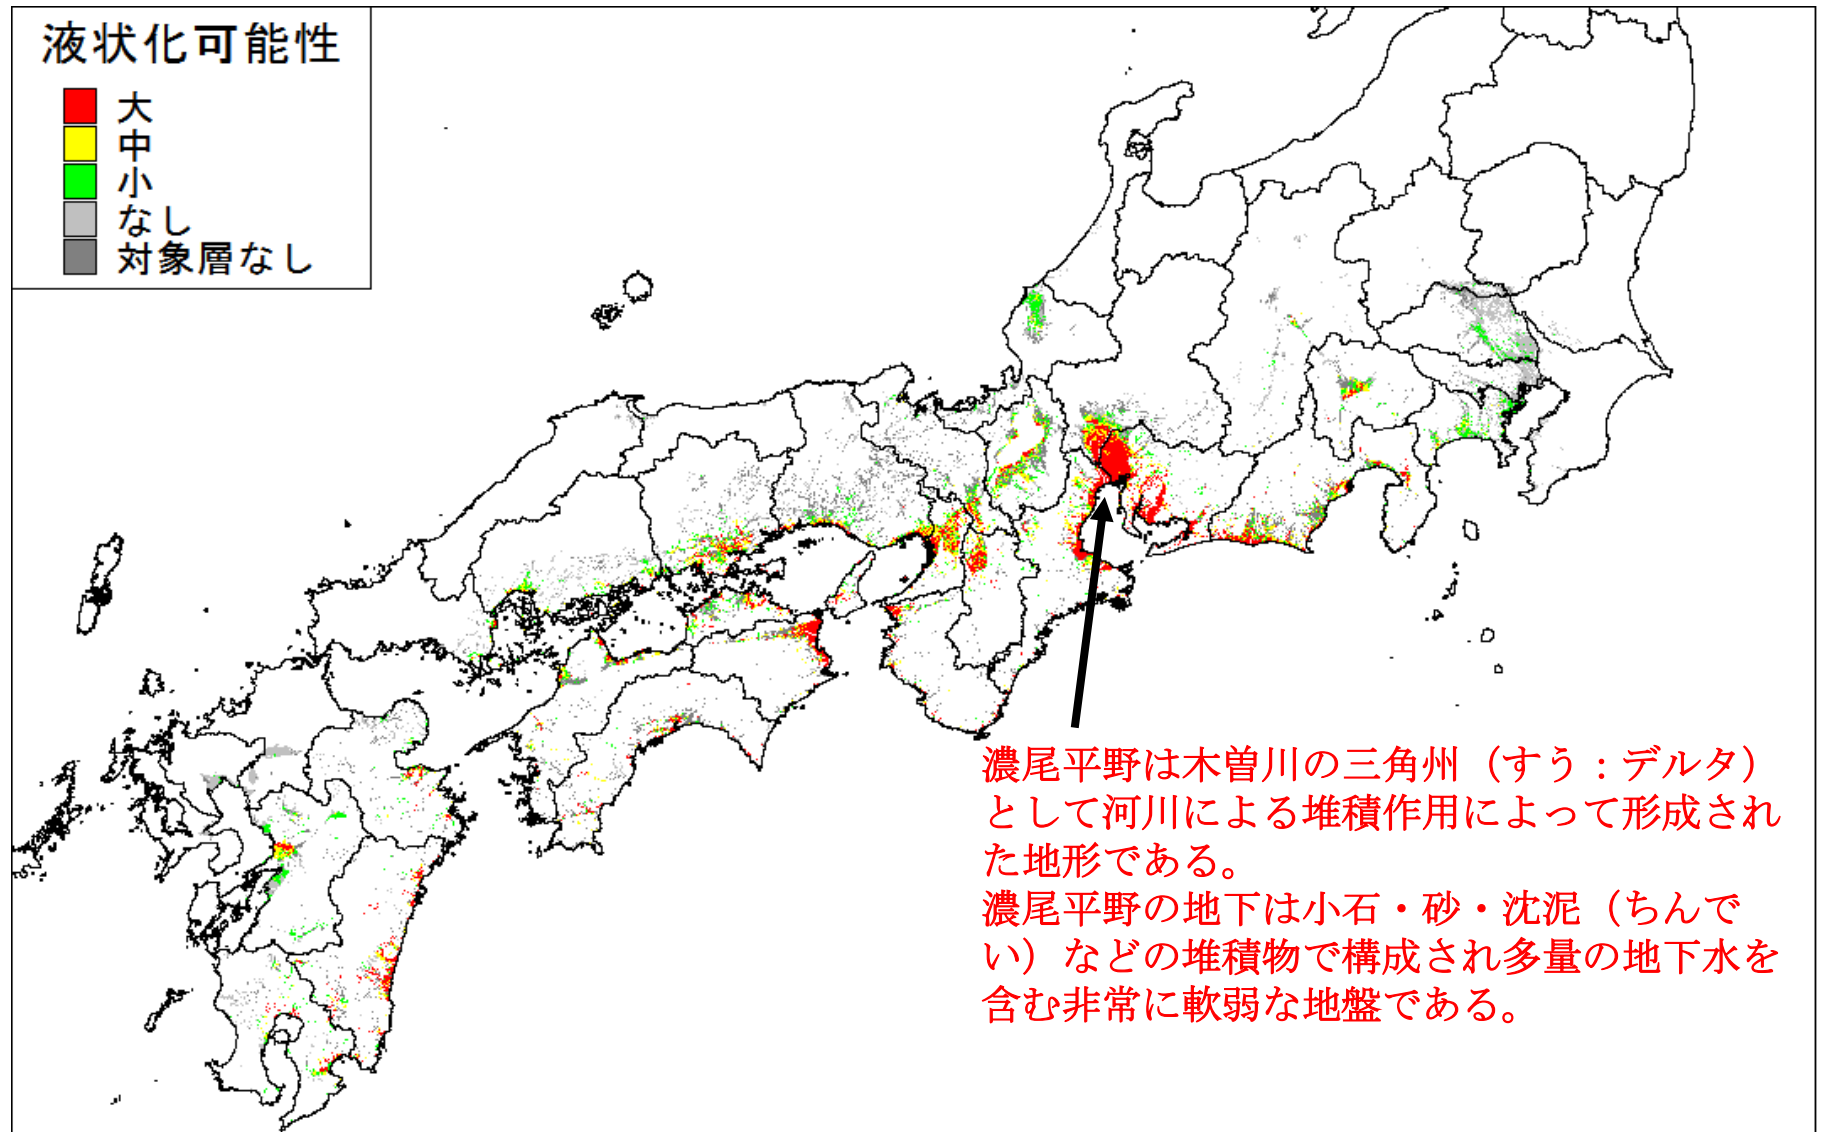 液状化可能性
大
中
小
なし
対象層なし
濃尾平野は木曽川の三角州（すう：デルタ）
として河川による堆積作用によって形成され
た地形である。
濃尾平野の地下は小石・砂・沈泥（ちんで
い）などの堆積物で構成され多量の地下水を
含む非常に軟弱な地盤である。